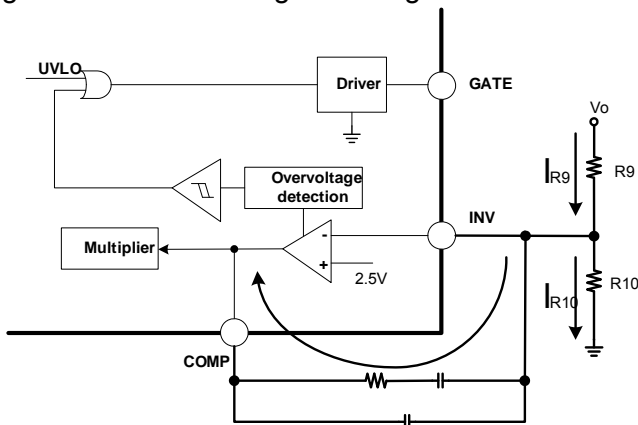 UVLO
Driver
GATE
Vo
IR9
R9
Overvoltage
detection
INV
Multiplier
-
+
2.5V
IR10
R10
COMP